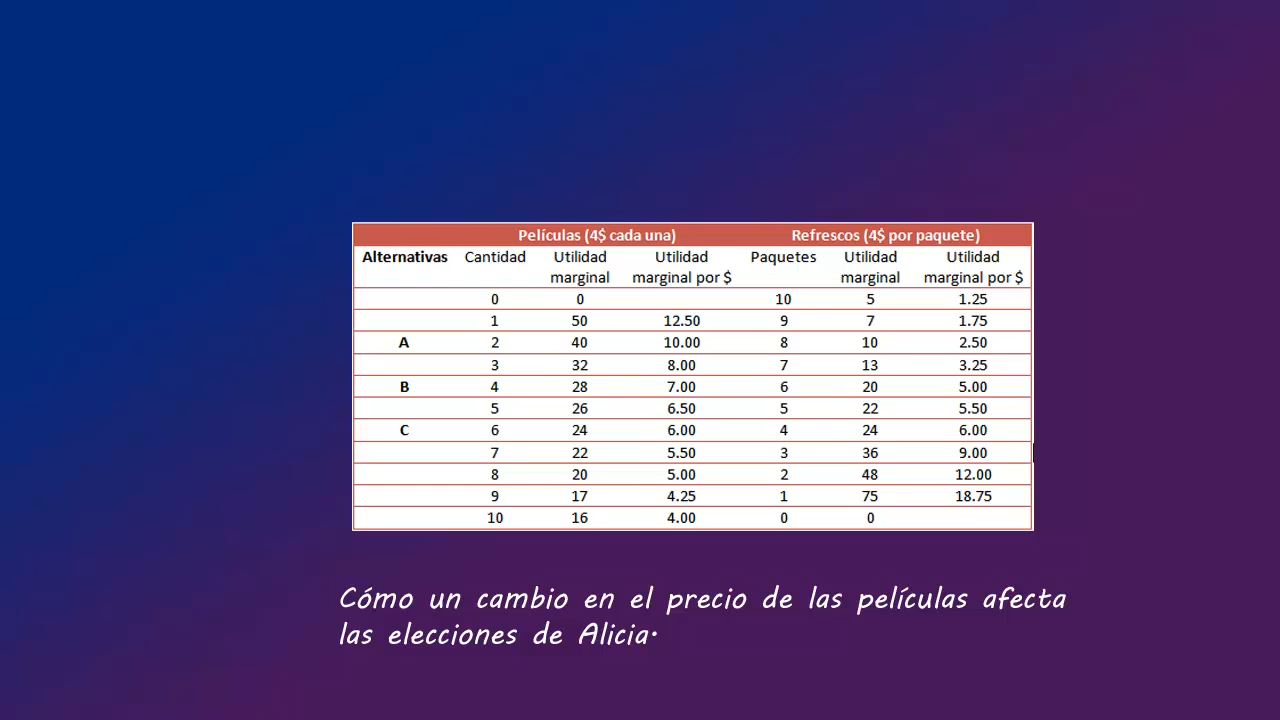 Películas (4$ cada una) Refrescos (4$ por paquete)
Alternativas Cantidad Utilidad marginal Utilidad marginal por $ Paquetes Utilidad marginal Utilidad marginal por $
0 0 10 5 1.25
1 50 12.50 9 7 1.75
A 2 40 10.00 8 10 2.50
3 32 8.00 7 13 3.25
B 4 28 7.00 6 20 5.00
5 26 6.50 5 22 5.50
C 6 24 6.00 4 24 6.00
7 22 5.50 3 36 9.00
8 20 5.00 2 48 12.00
9 17 4.25 1 75 18.75
10 16 4.00 0 0
Cómo un cambio en el precio de las películas afecta
las elecciones de Alicia.